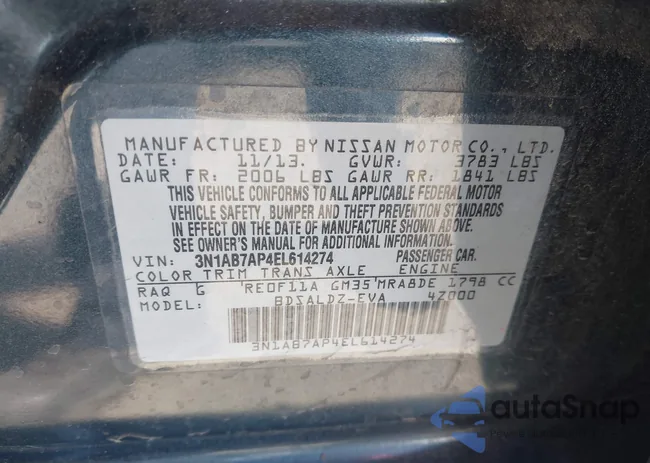 MANUFACTURED BY NISSAN MOTOR CO., LTD.
DATE: 11/13. GVWR: 3783 LBS
GAWR FR: 2006 LBS GAWR RR: 1841 LBS
THIS VEHICLE CONFORMS TO ALL APPLICABLE FEDERAL MOTOR
VEHICLE SAFETY, BUMPER AND THEFT PREVENTION STANDARDS
IN EFFECT ON THE DATE OF MANUFACTURE SHOWN ABOVE.
SEE OWNER'S MANUAL FOR ADDITIONAL INFORMATION.
VIN: 3N1AB7AP4EL614274 PASSENGER CAR.
COLOR TRIM TRANS AXLE ENGINE
RAQ G 'RE0F11A GM35'MRA8DE 1798 CC
BDSALDZ-EVA 4Z000
3N1AB7AP4EL614274
autoSnap